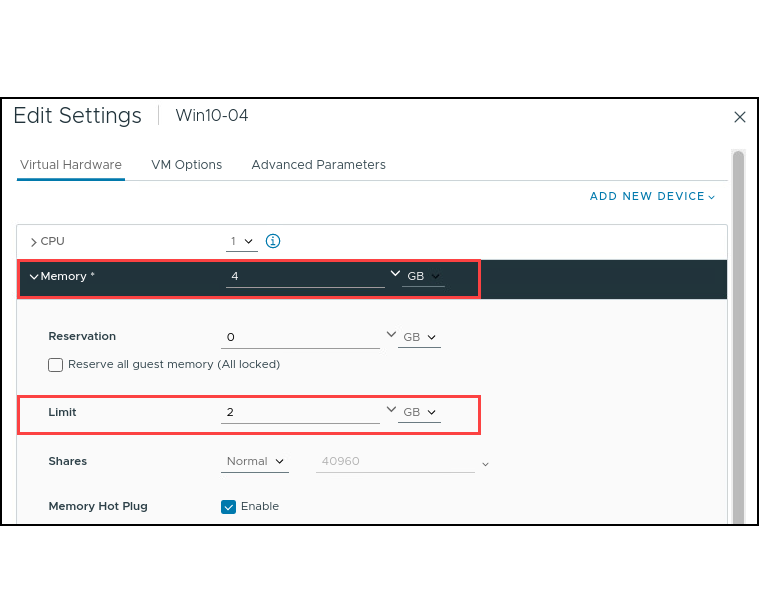 Edit Settings | Win10-04
Virtual Hardware VM Options Advanced Parameters
ADD NEW DEVICE
CPU 1
Memory * 4 GB
Reservation 0 GB
Reserve all guest memory (All locked)
Limit 2 GB
Shares Normal 40960
Memory Hot Plug Enable